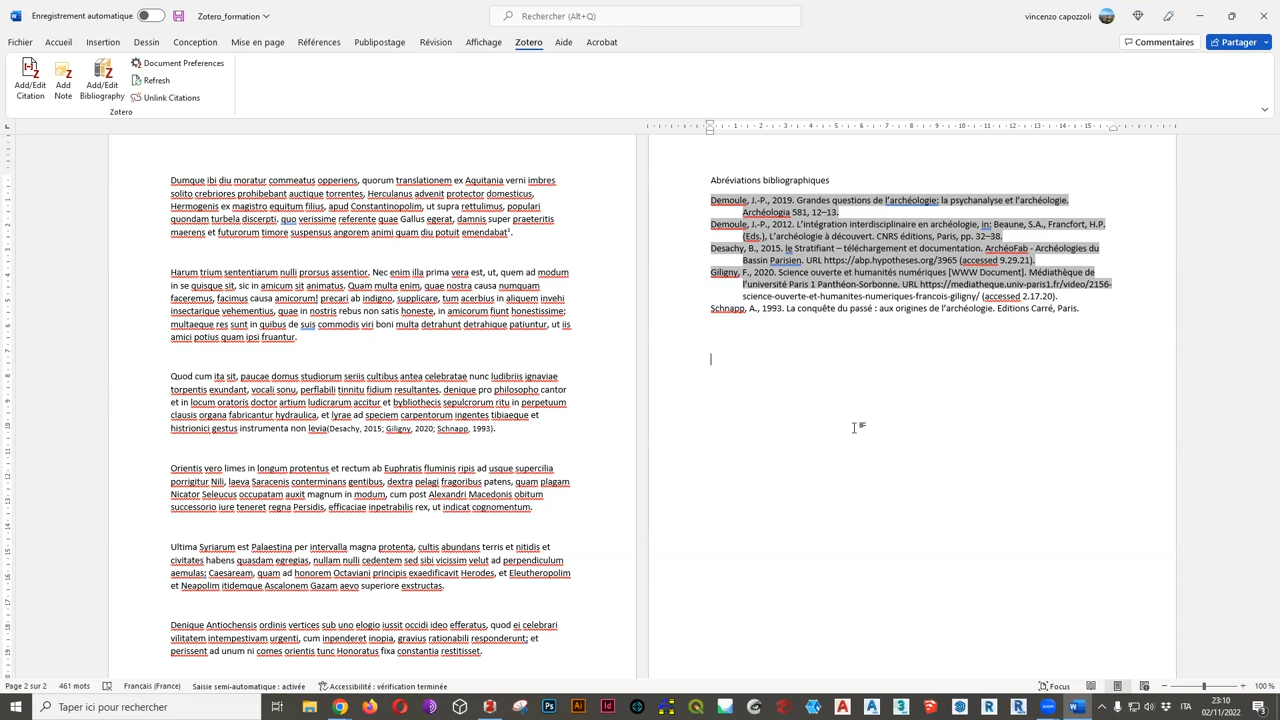 Enregistrement automatique
Zotero_formation
Rechercher (Alt+Q)
vincenzo capozzoli
Fichier Accueil Insertion Dessin Conception Mise en page Références Publipostage Révision Affichage Zotero Aide Acrobat
Commentaires Partager
Add/Edit Citation
Add Note
Add/Edit Bibliography
Document Preferences
Refresh
Unlink Citations
Zotero
1 2 3 4 5 6 7 8 9 10 11 12 13 14 15
Dumque ibi diu moratur commeatus opperiens, quorum translationem ex Aquitania verni imbres
solito crebriores prohibebant auctique torrentes, Herculanus advenit protector domesticus,
Hermogenis ex magistro equitum filius, apud Constantinopolim, ut supra rettulimus, populari
quondam turbela discerpti. quo verissime referente quae Gallus egerat, damnis super praeteritis
maerens et futurorum timore suspensus angorem animi quam diu potuit emendabat¹.
Harum trium sententiarum nulli prorsus assentior. Nec enim illa prima vera est, ut, quem ad modum
in se quisque sit, sic in amicum sit animatus. Quam multa enim, quae nostra causa numquam
faceremus, facimus causa amicorum! precari ab indigno, supplicare, tum acerbius in aliquem invehi
insectarique vehementius, quae in nostris rebus non satis honeste, in amicorum fiunt honestissime;
multaeque res sunt in quibus de suis commodis viri boni multa detrahunt detrahique patiuntur, ut iis
amici potius quam ipsi fruantur.
Quod cum ita sit, paucae domus studiorum seriis cultibus antea celebratae nunc ludibriis ignaviae
torpentis exundant, vocali sonu, perflabili tinnitu fidium resultantes. denique pro philosopho cantor
et in locum oratoris doctor artium ludicrarum accitur et bybliothecis sepulcrorum ritu in perpetuum
clausis organa fabricantur hydraulica, et lyrae ad speciem carpentorum ingentes tibiaeque et
histrionici gestus instrumenta non levia(Desachy, 2015; Giligny, 2020; Schnapp, 1993).
Orientis vero limes in longum protentus et rectum ab Euphratis fluminis ripis ad usque supercilia
porrigitur Nili, laeva Saracenis conterminans gentibus, dextra pelagi fragoribus patens, quam plagam
Nicator Seleucus occupatam auxit magnum in modum, cum post Alexandri Macedonis obitum
successorio iure teneret regna Persidis, efficaciae inpetrabilis rex, ut indicat cognomentum.
Ultima Syriarum est Palaestina per intervalla magna protenta, cultis abundans terris et nitidis et
civitates habens quasdam egregias, nullam nulli cedentem sed sibi vicissim velut ad perpendiculum
aemulas: Caesaream, quam ad honorem Octaviani principis exaedificavit Herodes, et Eleutheropolim
et Neapolim itidemque Ascalonem Gazam aevo superiore exstructas.
Denique Antiochensis ordinis vertices sub uno elogio iussit occidi ideo efferatus, quod ei celebrari
vilitatem intempestivam urgenti, cum inpenderet inopia, gravius rationabili responderunt; et
perissent ad unum ni comes orientis tunc Honoratus fixa constantia restitisset.
Abréviations bibliographiques
Demoule, J.-P., 2019. Grandes questions de l'archéologie: la psychanalyse et l'archéologie.
Archéologia 581, 12–13.
Demoule, J.-P., 2012. L'intégration interdisciplinaire en archéologie, in: Beaune, S.A., Francfort, H.P.
(Eds.), L'archéologie à découvert. CNRS éditions, Paris, pp. 32–38.
Desachy, B., 2015. le Stratifiant – téléchargement et documentation. ArchéoFab - Archéologies du
Bassin Parisien. URL https://abp.hypotheses.org/3965 (accessed 9.29.21).
Giligny, F., 2020. Science ouverte et humanités numériques [WWW Document]. Médiathèque de
l'université Paris 1 Panthéon-Sorbonne. URL https://mediatheque.univ-paris1.fr/video/2156-
science-ouverte-et-humanites-numeriques-francois-giligny/ (accessed 2.17.20).
Schnapp, A., 1993. La conquête du passé : aux origines de l'archéologie. Editions Carré, Paris.
Page 2 sur 2 461 mots Français (France) Saisie semi-automatique : activée Accessibilité : vérification terminée
Focus 100 %
Taper ici pour rechercher
ITA
23:10
02/11/2022